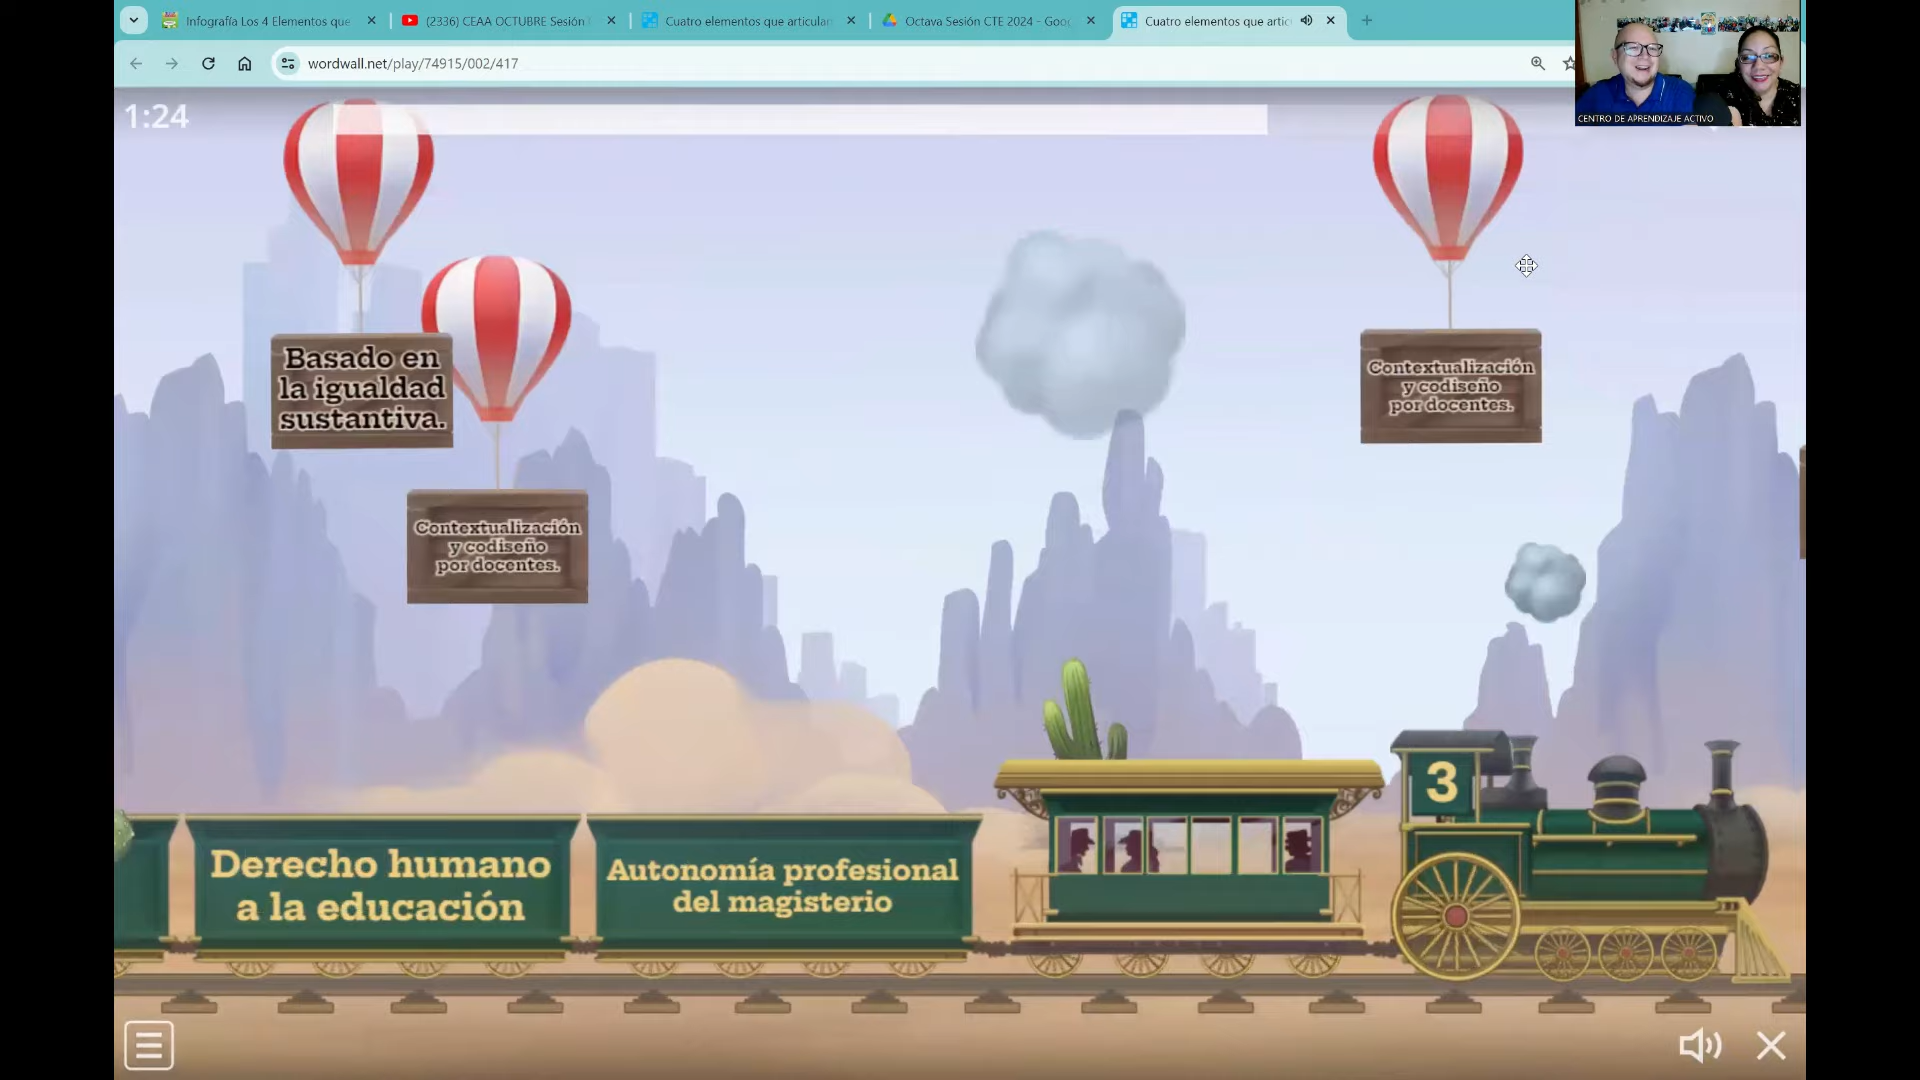 Infografía Los 4 Elementos que
(2336) CEAA OCTUBRE Sesión
Cuatro elementos que articulan
Octava Sesión CTE 2024 - Goo
Cuatro elementos que artic
wordwall.net/play/74915/002/417
CENTRO DE APRENDIZAJE ACTIVO
1:24
Basado en
la igualdad
sustantiva.
Contextualización
y codiseño
por docentes.
Contextualización
y codiseño
por docentes.
Derecho humano
a la educación
Autonomía profesional
del magisterio
3